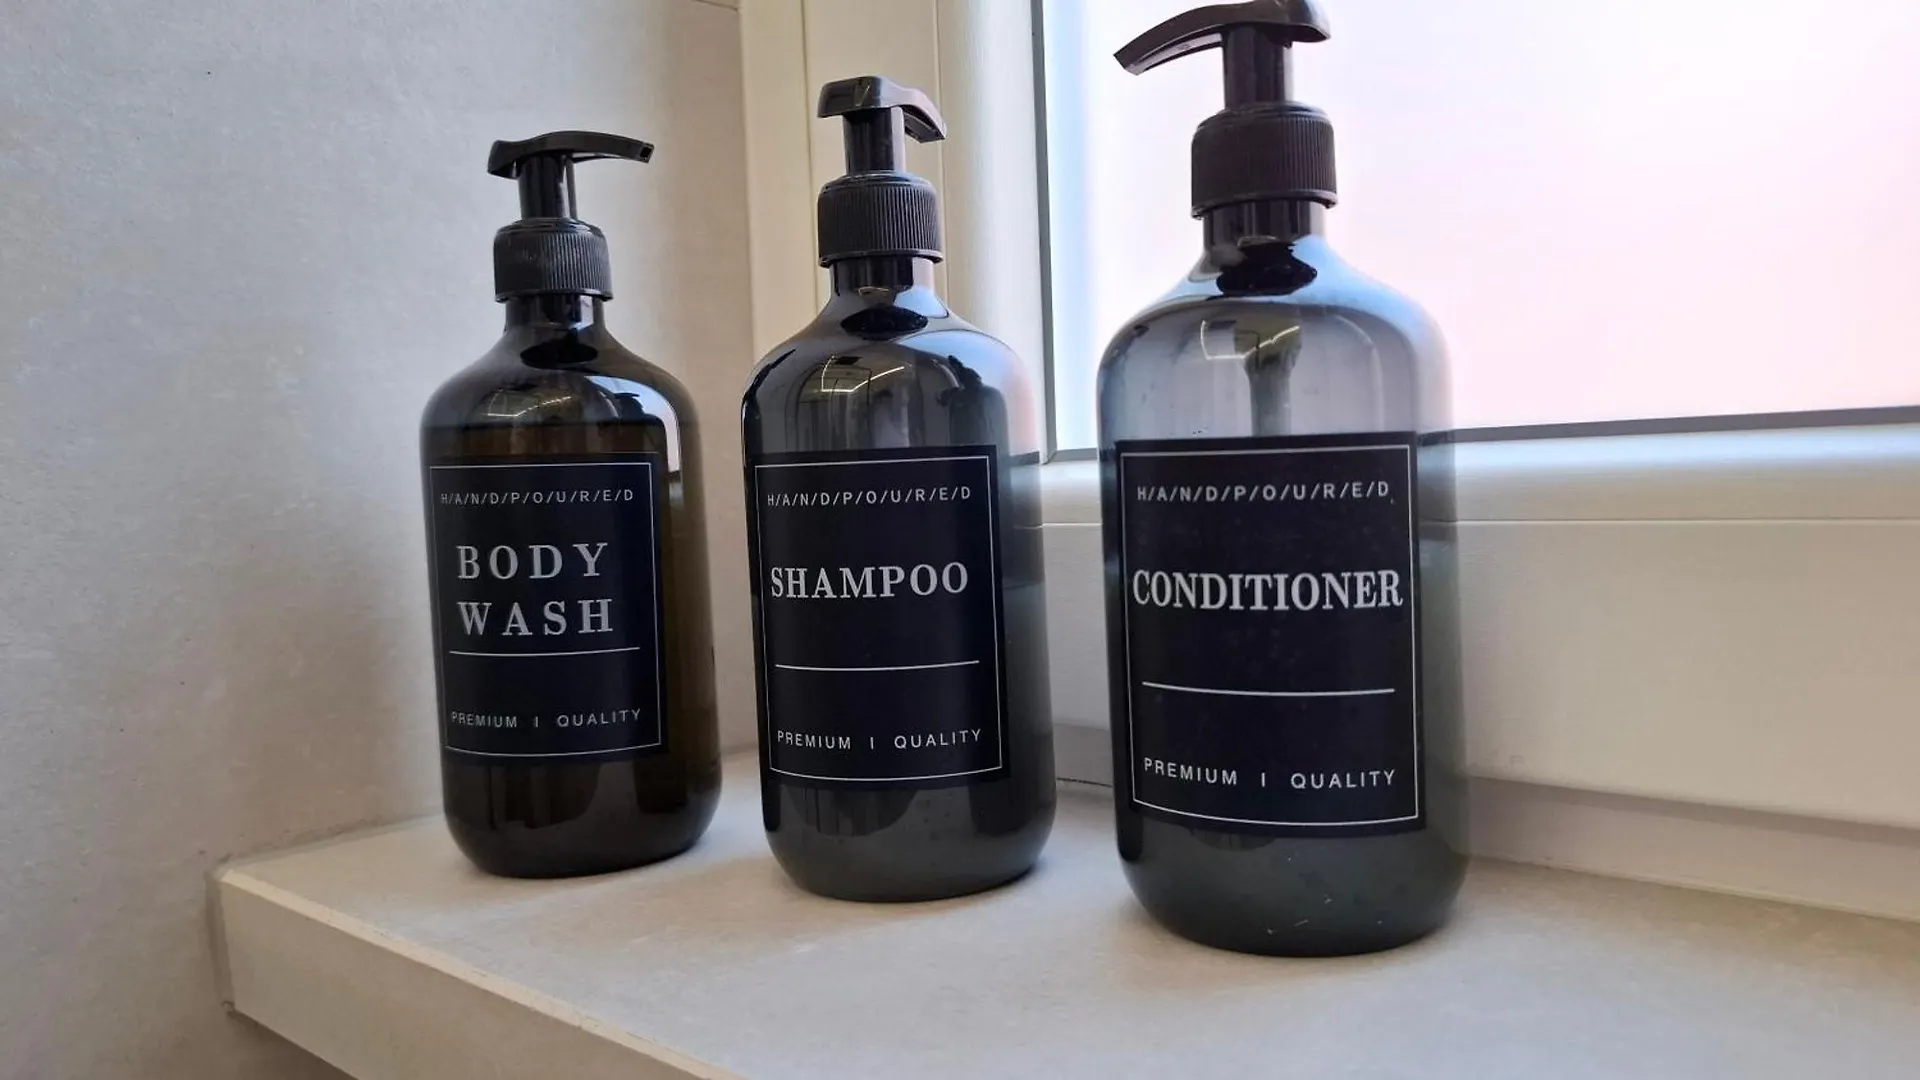 H/A/N/D/P/O/U/R/E/D
BODY
WASH
PREMIUM I QUALITY
H/A/N/D/P/O/U/R/E/D
SHAMPOO
PREMIUM I QUALITY
H/A/N/D/P/O/U/R/E/D
CONDITIONER
PREMIUM I QUALITY